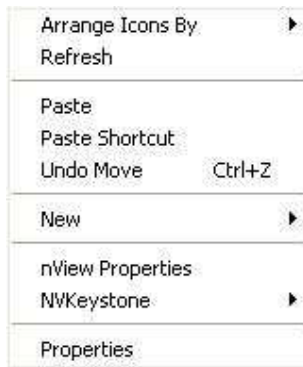 Arrange Icons By
Refresh
Paste
Paste Shortcut
Undo Move Ctrl+Z
New
nView Properties
NVKeystone
Properties